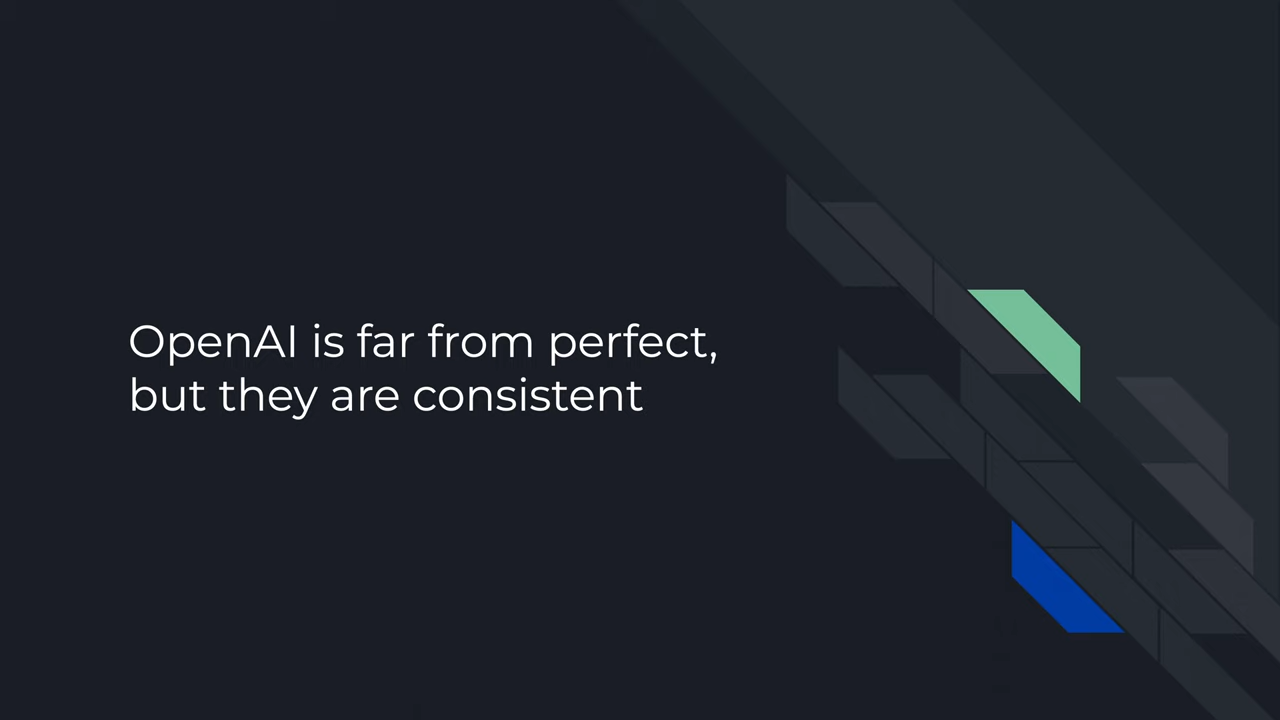 OpenAI is far from perfect,
but they are consistent